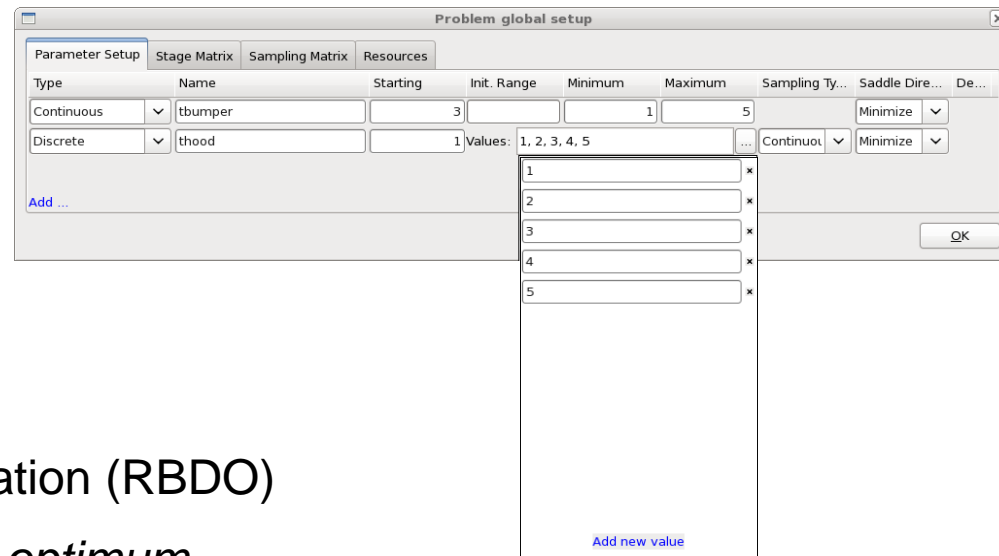 Problem global setup
Parameter Setup Stage Matrix Sampling Matrix Resources
Type Name Starting Init. Range Minimum Maximum Sampling Ty... Saddle Dire... De...
Continuous tbumper 3 1 5 Minimize
Discrete thood 1 Values: 1, 2, 3, 4, 5 ... Continuou Minimize
1
2
Add ...
3
OK
4
5
ation (RBDO)
optimum
Add new value